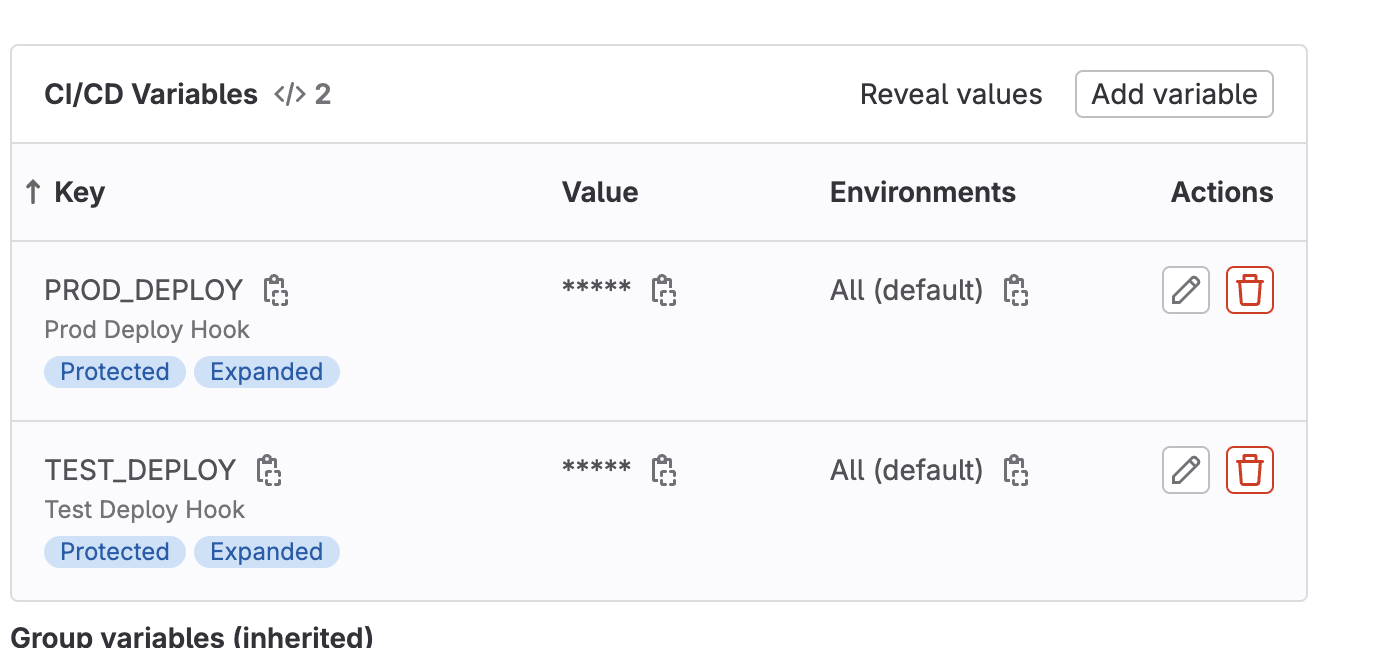 CI/CD Variables </> 2 Reveal values Add variable
↑ Key Value Environments Actions
PROD_DEPLOY ***** All (default)
Prod Deploy Hook
Protected Expanded
TEST_DEPLOY ***** All (default)
Test Deploy Hook
Protected Expanded
Group variables (inherited)